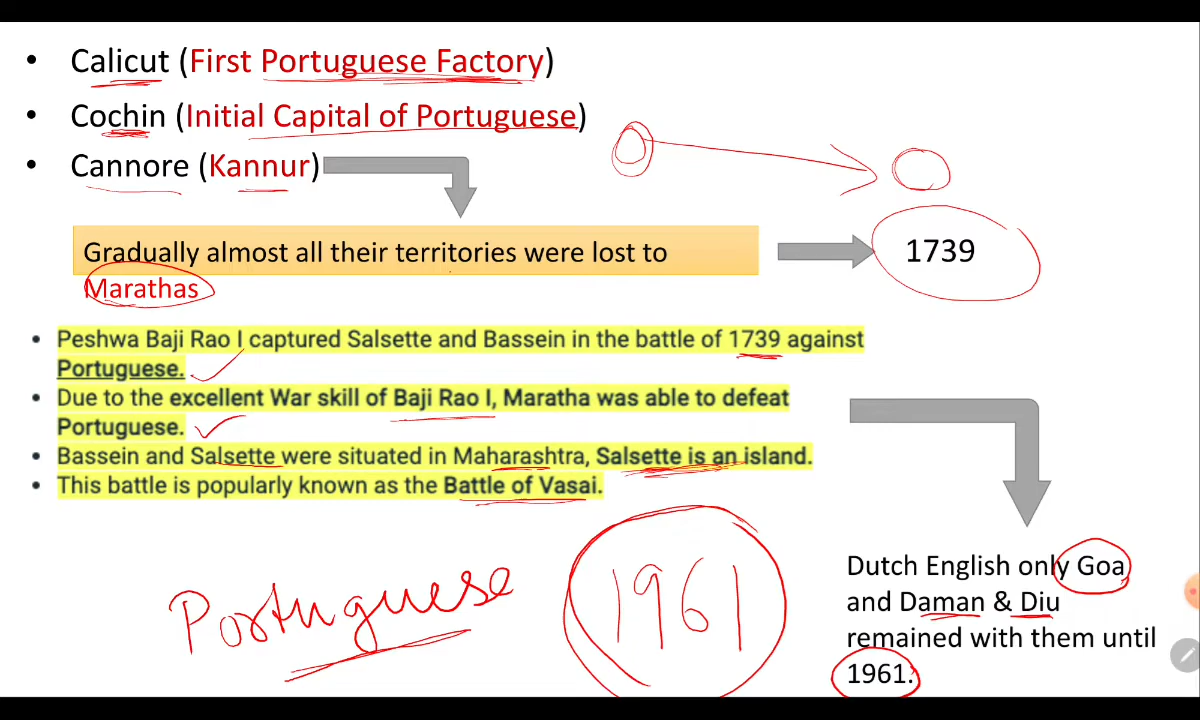 • Calicut (First Portuguese Factory)
• Cochin (Initial Capital of Portuguese)
• Cannore (Kannur)
Gradually almost all their territories were lost to
Marathas
1739
• Peshwa Baji Rao I captured Salsette and Bassein in the battle of 1739 against
Portuguese.
• Due to the excellent War skill of Baji Rao I, Maratha was able to defeat
Portuguese.
• Bassein and Salsette were situated in Maharashtra, Salsette is an island.
• This battle is popularly known as the Battle of Vasai.
Portuguese
1961
Dutch English only Goa
and Daman & Diu
remained with them until
1961.